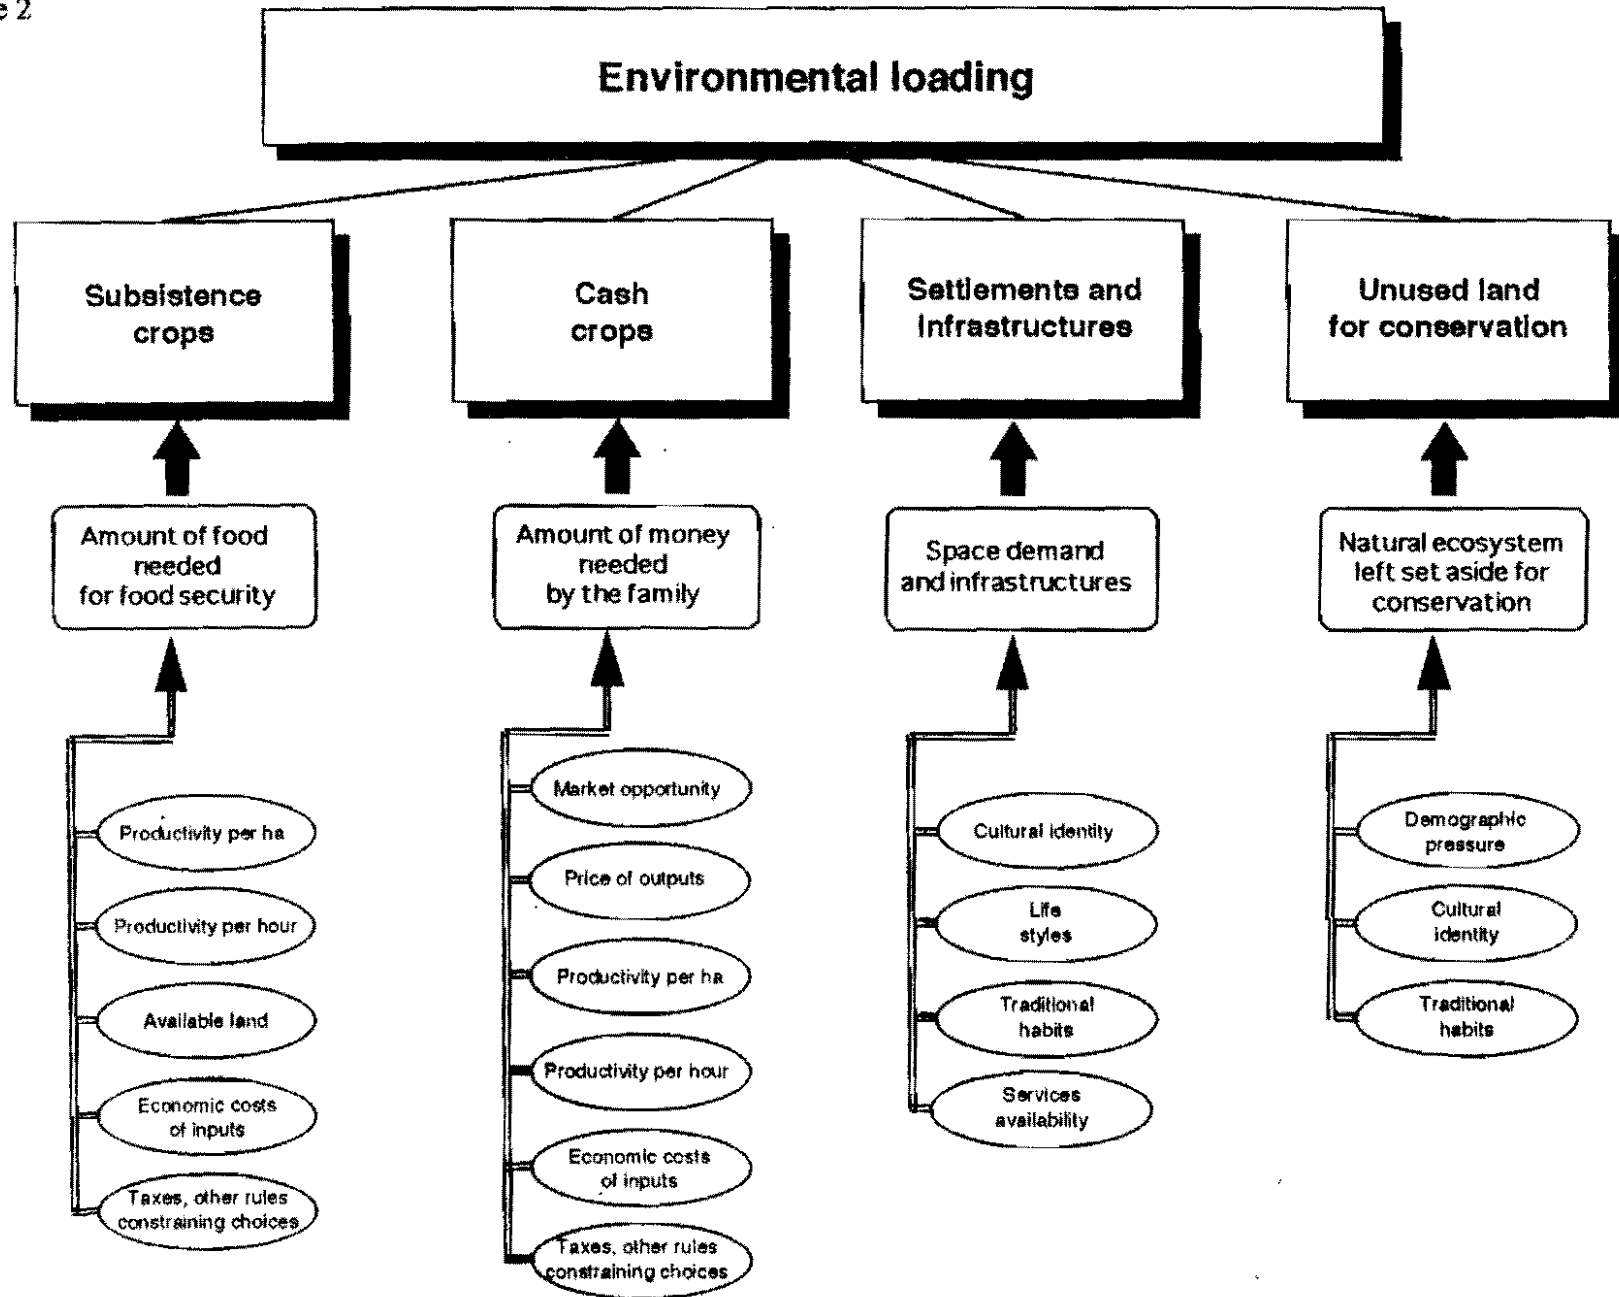 e 2
Environmental loading
Subsistence
crops
Cash
crops
Settlements and
Infrastructures
Unused land
for conservation
Amount of food
needed
for food security
Amount of money
needed
by the family
Space demand
and infrastructures
Natural ecosystem
left set aside for
conservation
Productivity per ha
Productivity per hour
Available land
Economic costs
of inputs
Taxes, other rules
constraining choices
Market opportunity
Price of outputs
Productivity per ha
Productivity per hour
Economic costs
of inputs
Taxes, other rules
constraining choices
Cultural identity
Life
styles
Traditional
habits
Services
availability
Demographic
pressure
Cultural
identity
Traditional
habits